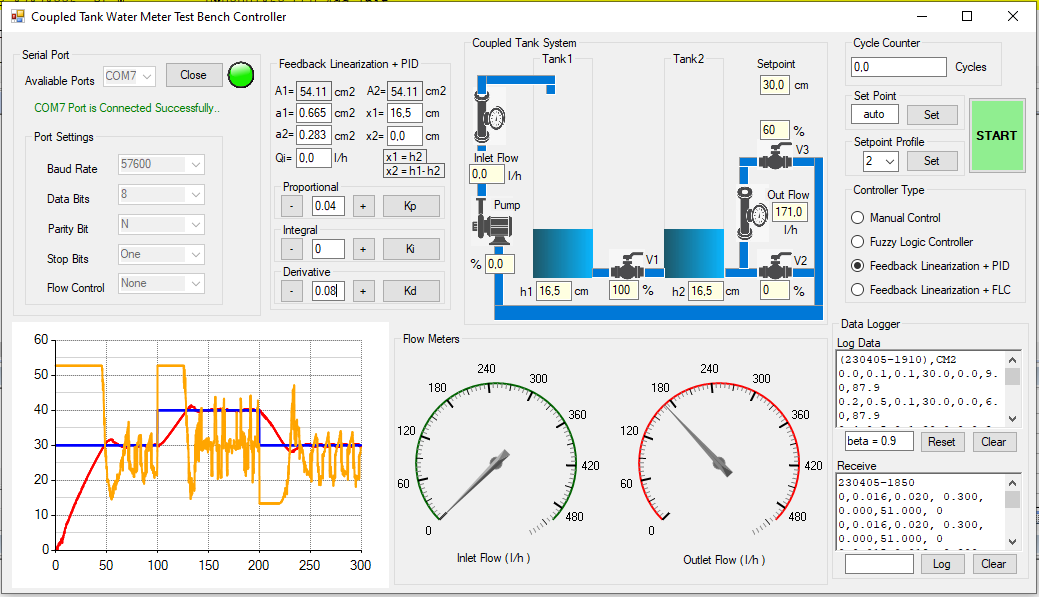 Coupled Tank Water Meter Test Bench Controller
Serial Port
Avaliable Ports COM7 Close
COM7 Port is Connected Successfully..
Port Settings
Baud Rate 57600
Data Bits 8
Parity Bit N
Stop Bits One
Flow Control None
Feedback Linearization + PID
A1= 54.11 cm2 A2= 54.11 cm2
a1= 0.665 cm2 x1= 16,5 cm
a2= 0.283 cm2 x2= 0,0 cm
Qi= 0,0 l/h x1 = h2
x2 = h1- h2
Proportional
- 0.04 + Kp
Integral
- 0 + Ki
Derivative
- 0.08 + Kd
Coupled Tank System
Tank1
Tank2
Setpoint
30,0 cm
60 %
V3
Inlet Flow
0,0 l/h
Pump
% 0,0
Out Flow
171,0
l/h
V1
V2
h1 16,5 cm
100 %
h2 16,5 cm
0 %
Cycle Counter
0,0 Cycles
Set Point
auto Set
START
Setpoint Profile
2 Set
Controller Type
Manual Control
Fuzzy Logic Controller
Feedback Linearization + PID
Feedback Linearization + FLC
60
50
40
30
20
10
0
0 50 100 150 200 250 300
Flow Meters
0 60 120 180 240 300 360 420 480
Inlet Flow ( l/h )
0 60 120 180 240 300 360 420 480
Outlet Flow ( l/h )
Data Logger
Log Data
(230405-1910),CM2
0.0,0.1,0.1,30.0,0.0,9.
0,87.9
0.2,0.5,0.1,30.0,0.0,6.
0,87.9
beta = 0.9 Reset Clear
Receive
230405-1850
0,0.016,0.020, 0.300,
0.000,51.000, 0
0,0.016,0.020, 0.300,
0.000,51.000, 0
Log Clear